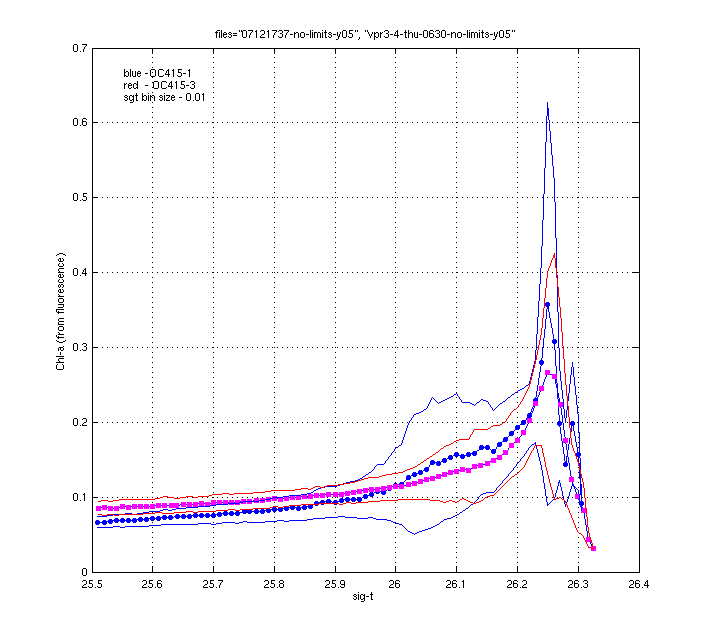 files="07121737-no-limits-y05", "vpr3-4-thu-0630-no-limits-y05"
blue -OC415-1
red - OC415-3
sgt bin size - 0.01
0.7
0.6
0.5
0.4
0.3
0.2
0.1
0
Chl-a (from fluorescence)
25.5 25.6 25.7 25.8 25.9 26 26.1 26.2 26.3 26.4
sig-t